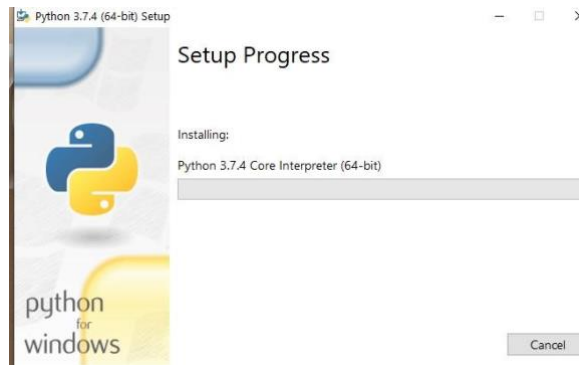 Python 3.7.4 (64-bit) Setup
Setup Progress
Installing:
Python 3.7.4 Core Interpreter (64-bit)
python
for
windows
Cancel